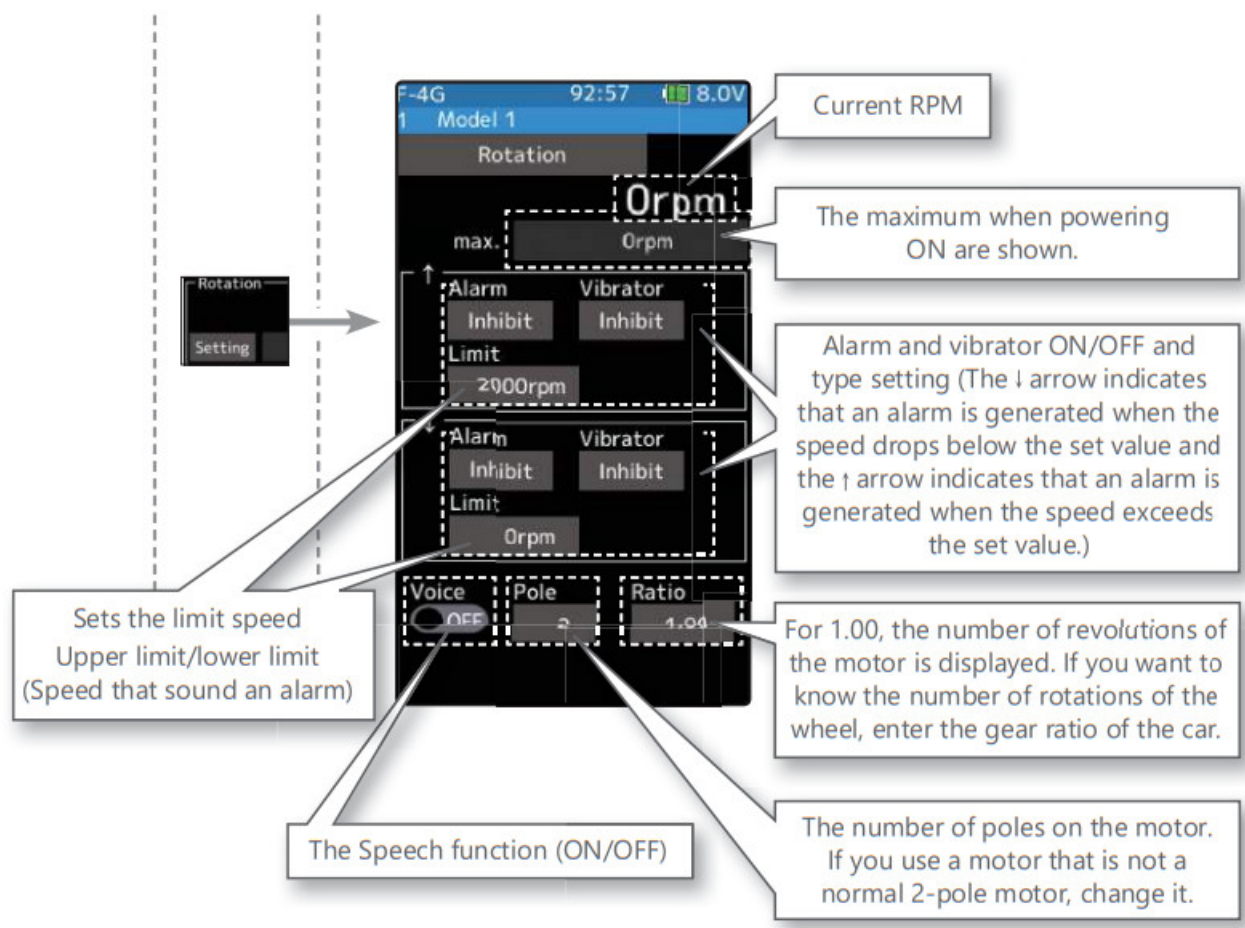 F-4G 92:57 8.0V
1 Model 1
Rotation
0rpm
max. 0rpm
↑
Alarm Vibrator
Inhibit Inhibit
Limit
2000rpm
↓
Alarm Vibrator
Inhibit Inhibit
Limit
0rpm
Voice Pole Ratio
OFF 2 1.00
Rotation
Setting
Current RPM
The maximum when powering
ON are shown.
Alarm and vibrator ON/OFF and
type setting (The ↓ arrow indicates
that an alarm is generated when the
speed drops below the set value and
the ↑ arrow indicates that an alarm is
generated when the speed exceeds
the set value.)
Sets the limit speed
Upper limit/lower limit
(Speed that sound an alarm)
For 1.00, the number of revolutions of
the motor is displayed. If you want to
know the number of rotations of the
wheel, enter the gear ratio of the car.
The Speech function (ON/OFF)
The number of poles on the motor.
If you use a motor that is not a
normal 2-pole motor, change it.